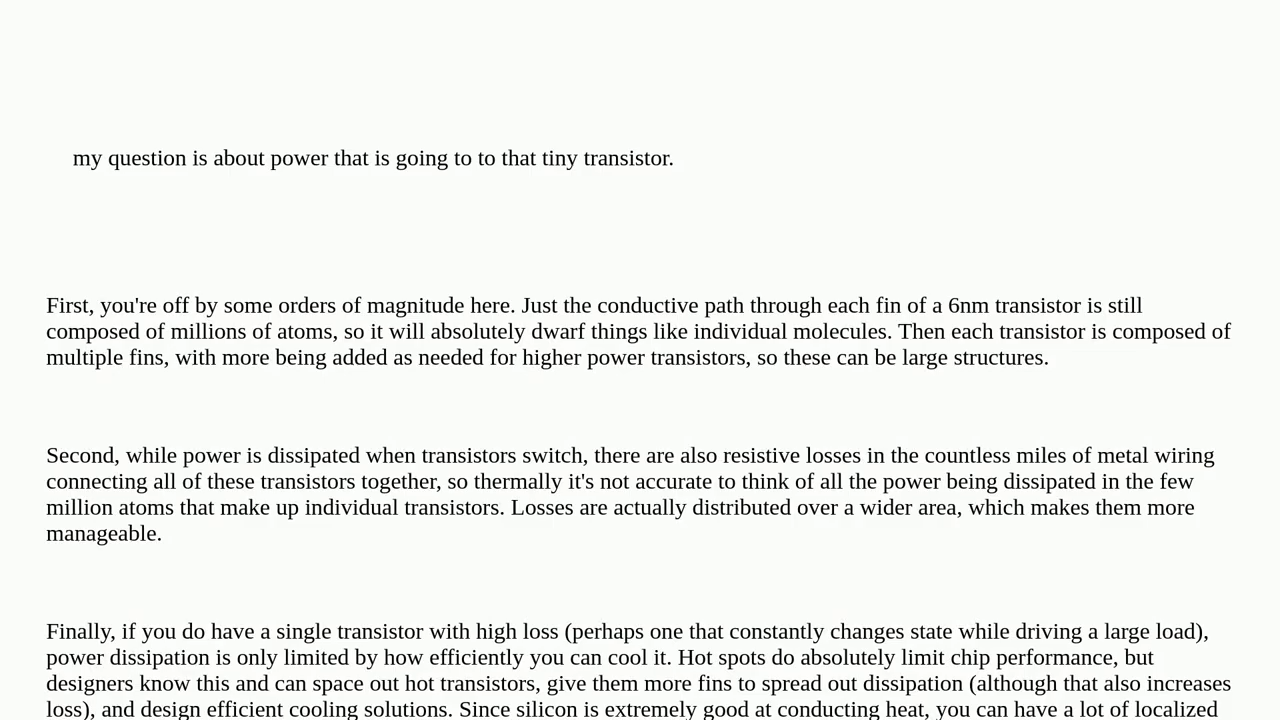 my question is about power that is going to to that tiny transistor.
First, you're off by some orders of magnitude here. Just the conductive path through each fin of a 6nm transistor is still
composed of millions of atoms, so it will absolutely dwarf things like individual molecules. Then each transistor is composed of
multiple fins, with more being added as needed for higher power transistors, so these can be large structures.
Second, while power is dissipated when transistors switch, there are also resistive losses in the countless miles of metal wiring
connecting all of these transistors together, so thermally it's not accurate to think of all the power being dissipated in the few
million atoms that make up individual transistors. Losses are actually distributed over a wider area, which makes them more
manageable.
Finally, if you do have a single transistor with high loss (perhaps one that constantly changes state while driving a large load),
power dissipation is only limited by how efficiently you can cool it. Hot spots do absolutely limit chip performance, but
designers know this and can space out hot transistors, give them more fins to spread out dissipation (although that also increases
loss), and design efficient cooling solutions. Since silicon is extremely good at conducting heat, you can have a lot of localized